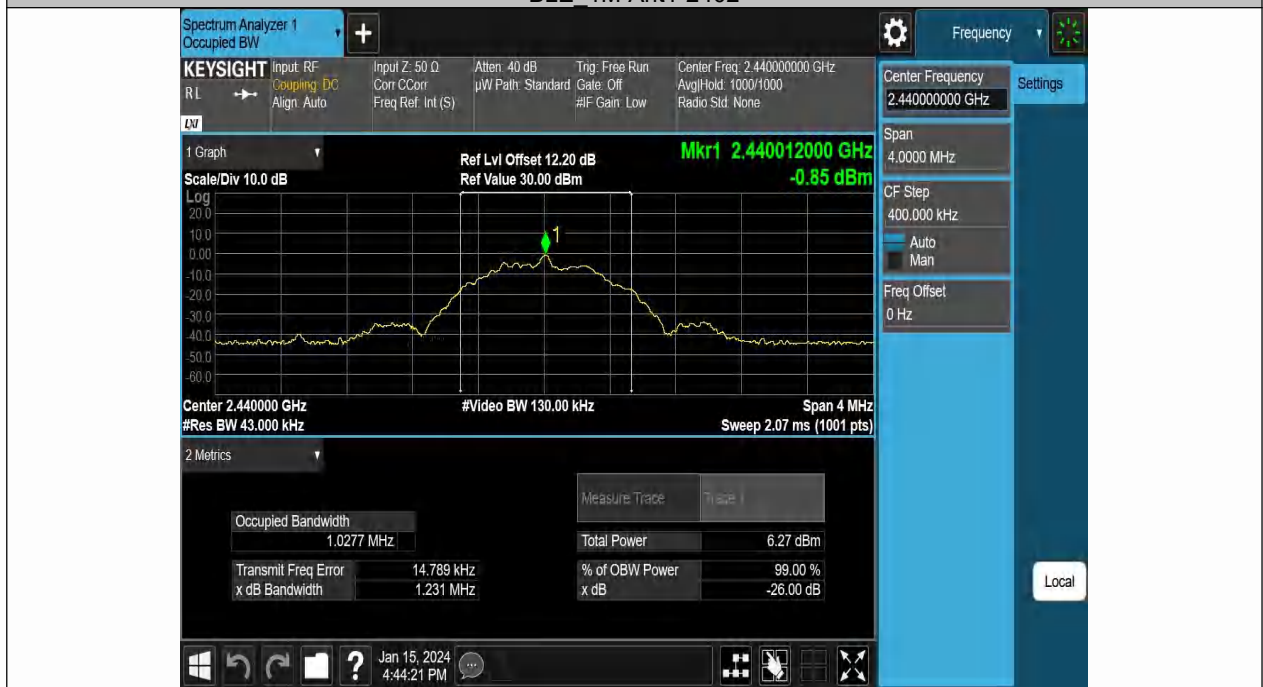 Spectrum Analyzer 1
Occupied BW
Frequency
KEYSIGHT
RL
LXI
Input: RF
Coupling: DC
Align: Auto
Input Z: 50 Ω
Corr CCorr
Freq Ref: Int (S)
Atten: 40 dB
µW Path: Standard
Trig: Free Run
Gate: Off
#IF Gain: Low
Center Freq: 2.440000000 GHz
Avg|Hold: 1000/1000
Radio Std: None
Center Frequency
2.440000000 GHz
Settings
Span
4.0000 MHz
CF Step
400.000 kHz
Auto
Man
Freq Offset
0 Hz
Local
1 Graph
Scale/Div 10.0 dB
Ref Lvl Offset 12.20 dB
Ref Value 30.00 dBm
Mkr1 2.440012000 GHz
-0.85 dBm
Log
20.0
10.0
0.00
-10.0
-20.0
-30.0
-40.0
-50.0
-60.0
1
Center 2.440000 GHz
#Video BW 130.00 kHz
Span 4 MHz
#Res BW 43.000 kHz
Sweep 2.07 ms (1001 pts)
2 Metrics
Measure Trace
Trace 1
Occupied Bandwidth
1.0277 MHz
Total Power 6.27 dBm
Transmit Freq Error 14.789 kHz
% of OBW Power 99.00 %
x dB Bandwidth 1.231 MHz
x dB -26.00 dB
?
Jan 15, 2024
4:44:21 PM